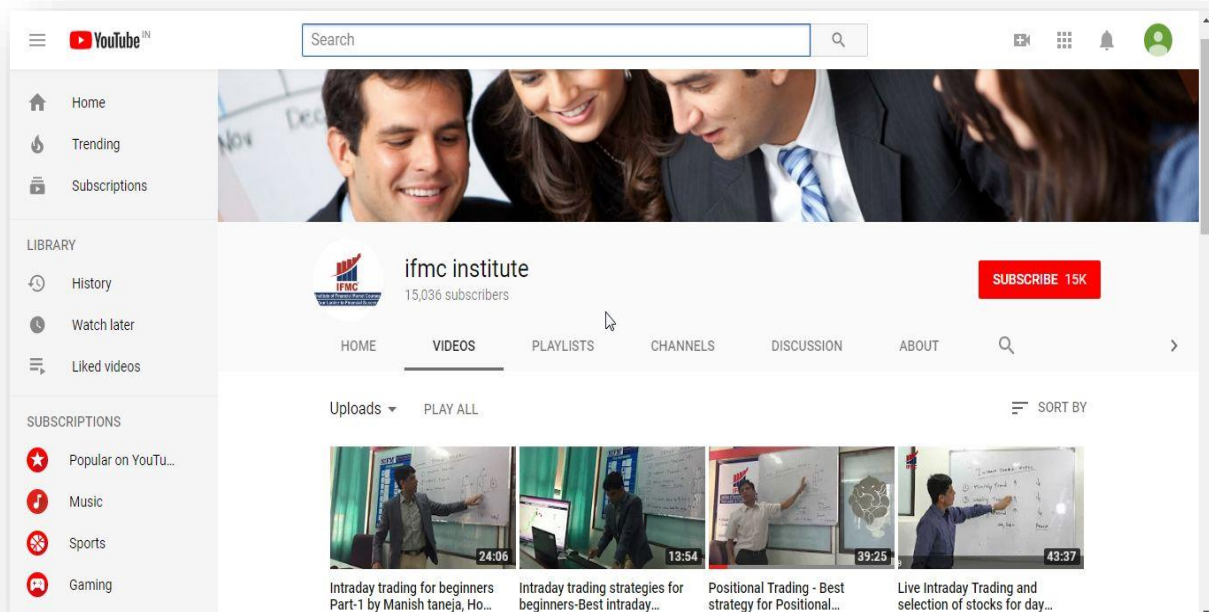 YouTube IN
Search
Home
Trending
Subscriptions
LIBRARY
History
Watch later
Liked videos
SUBSCRIPTIONS
Popular on YouTu...
Music
Sports
Gaming
Nov Dec
IFMC
ifmc institute
15,036 subscribers
SUBSCRIBE 15K
HOME VIDEOS PLAYLISTS CHANNELS DISCUSSION ABOUT
Uploads PLAY ALL SORT BY
24:06 13:54 39:25 43:37
IFMC
Intraday trading for beginners
Part-1 by Manish taneja, Ho...
Intraday trading strategies for
beginners-Best intraday...
Positional Trading - Best
strategy for Positional...
Live Intraday Trading and
selection of stocks for day...